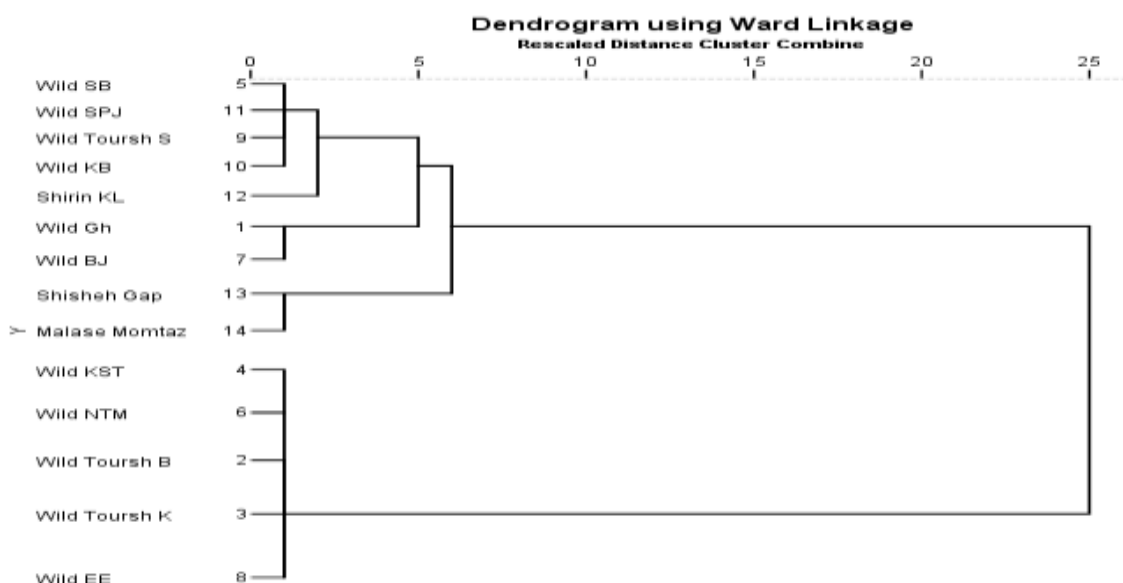 Dendrogram using Ward Linkage
Rescaled Distance Cluster Combine
0 5 10 15 20 25
Wild SB 5
Wild SPJ 11
Wild Toursh S 9
Wild KB 10
Shirin KL 12
Wild Gh 1
Wild BJ 7
Shisheh Gap 13
Y Malase Momtaz 14
Wild KST 4
Wild NTM 6
Wild Toursh B 2
Wild Toursh K 3
Wild EE 8